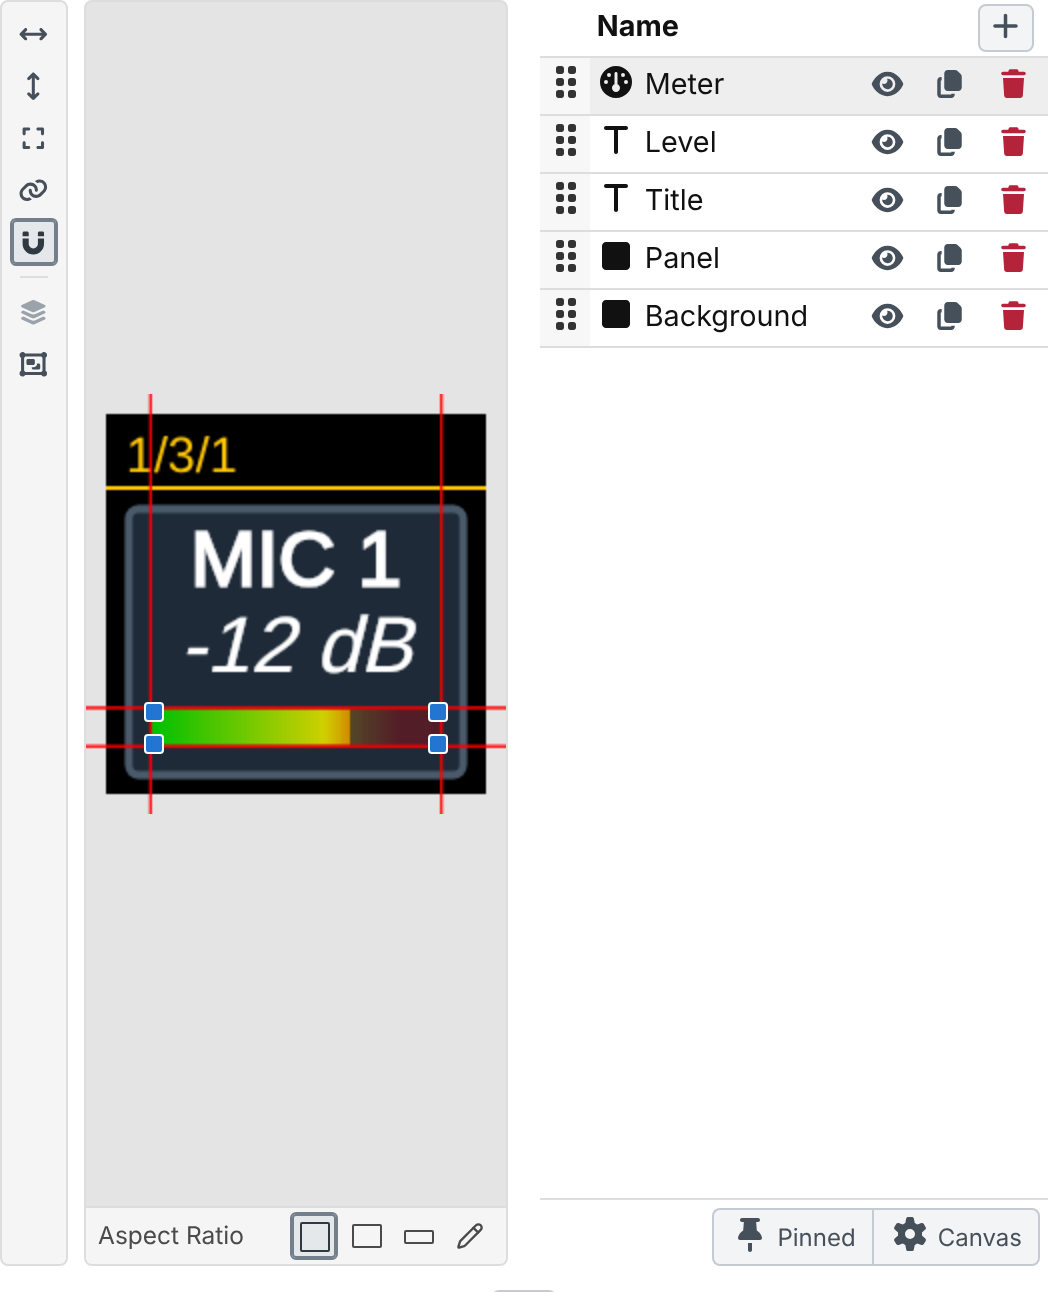 Name
Meter
Level
Title
Panel
Background
1/3/1
MIC 1
-12 dB
Aspect Ratio
Pinned
Canvas